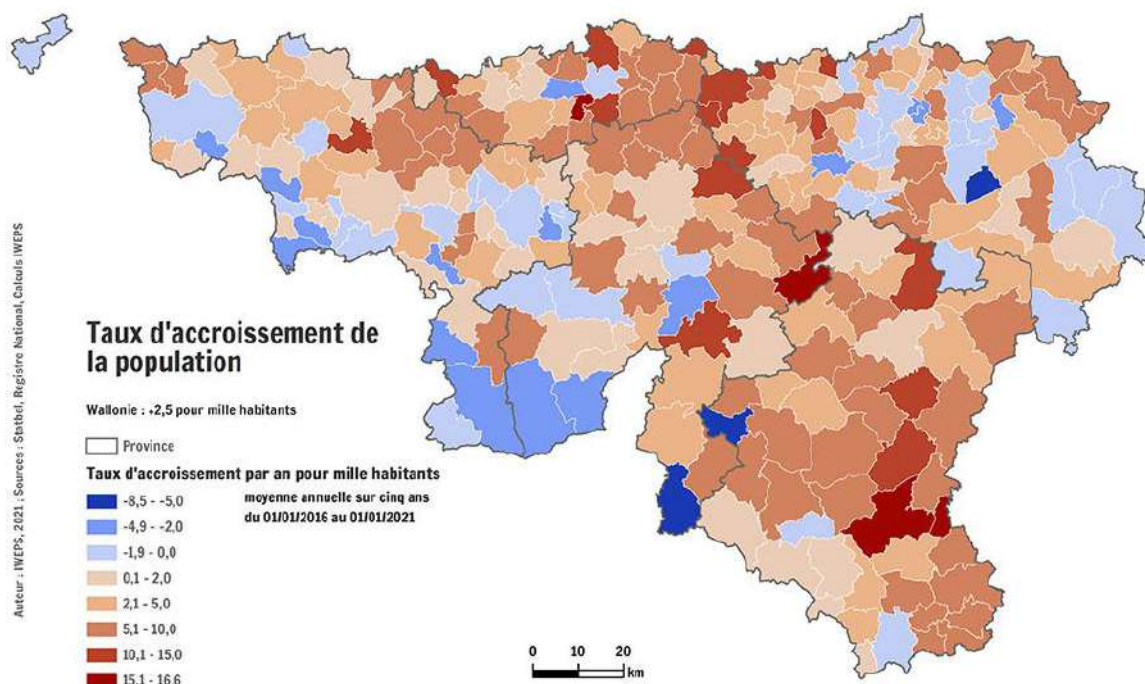 Taux d'accroissement de
la population
Wallonie : +2,5 pour mille habitants
Province
Taux d'accroissement par an pour mille habitants
moyenne annuelle sur cinq ans
du 01/01/2016 au 01/01/2021
-8,5 - -5,0
-4,9 - -2,0
-1,9 - 0,0
0,1 - 2,0
2,1 - 5,0
5,1 - 10,0
10,1 - 15,0
15,1 - 16,6
0 10 20
km
Auteur : IWEPS, 2021 ; Sources : Statbel, Registre National, Calculs IWEPS